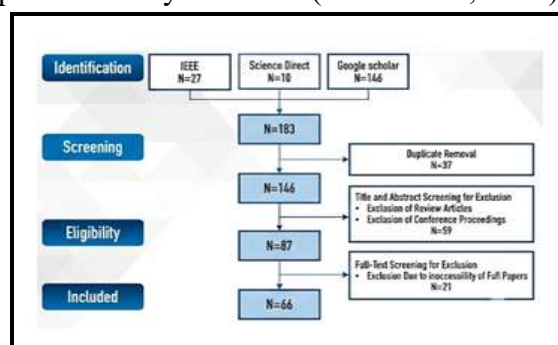 Identification
IEEE
N=27
Science Direct
N=10
Google scholar
N=146
N=183
Screening
Duplicate Removal
N=37
N=146
Title and Abstract Screening for Exclusion
• Exclusion of Review Articles
• Exclusion of Conference Proceedings
N=59
Eligibility
N=87
Full-Text Screening for Exclusion
• Exclusion Due to inaccessiliity of Full Papers
N=21
Included
N=66